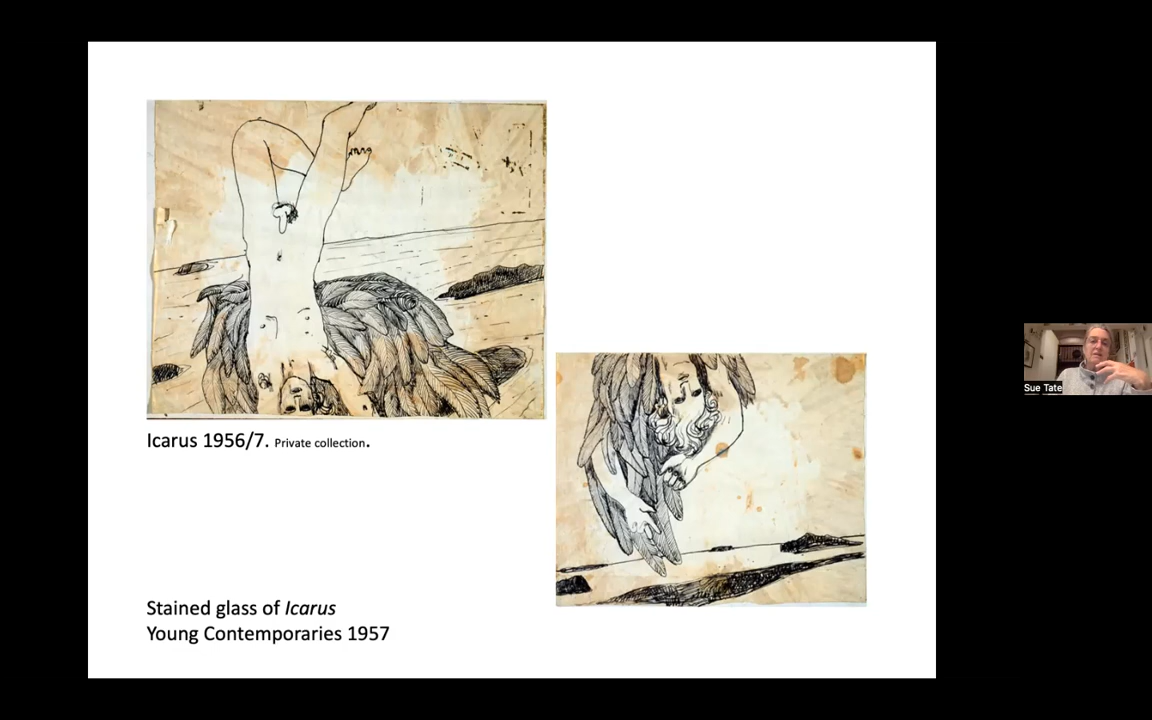 Icarus 1956/7. Private collection.
Stained glass of Icarus
Young Contemporaries 1957
Sue Tate